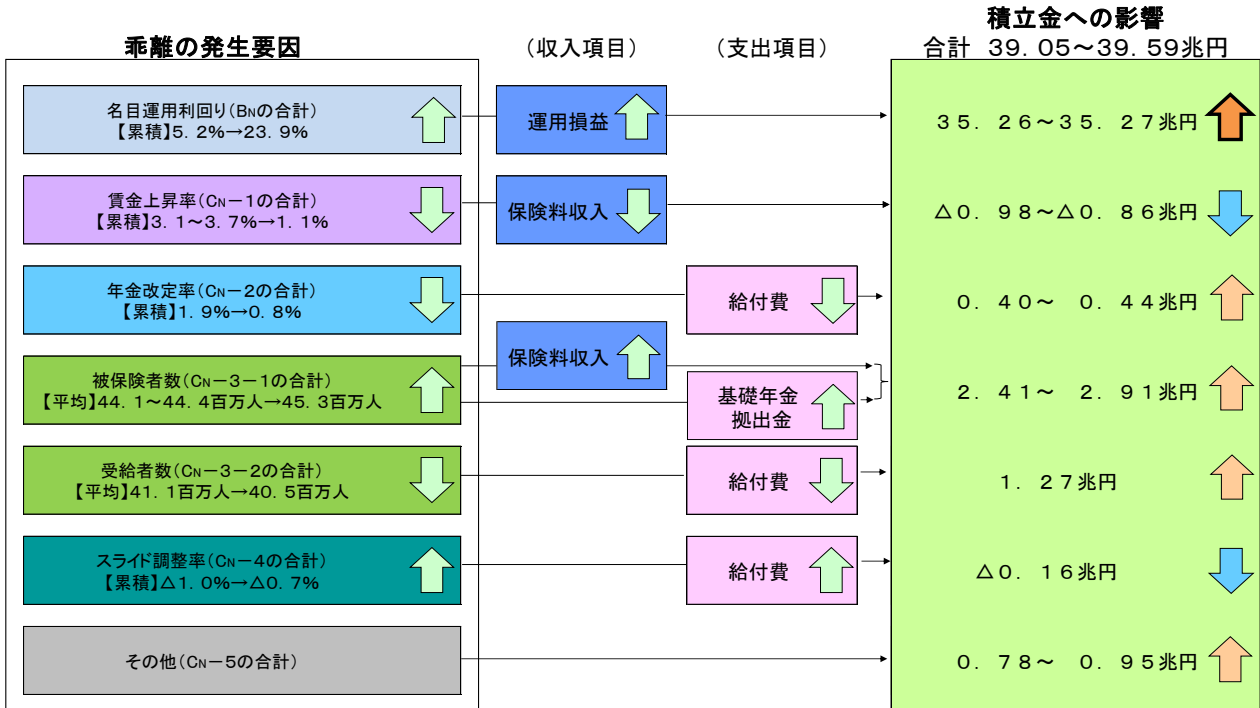 積立金への影響
乖離の発生要因
(収入項目)
(支出項目)
合計 39.05~39.59兆円
名目運用利回り(BNの合計)
【累積】5.2%→23.9%
運用損益
35.26~35.27兆円
賃金上昇率(CN-1の合計)
【累積】3.1~3.7%→1.1%
保険料収入
△0.98~△0.86兆円
年金改定率(CN-2の合計)
【累積】1.9%→0.8%
給付費
0.40~ 0.44兆円
被保険者数(CN-3-1の合計)
【平均】44.1~44.4百万人→45.3百万人
保険料収入
基礎年金
拠出金
2.41~ 2.91兆円
受給者数(CN-3-2の合計)
【平均】41.1百万人→40.5百万人
給付費
1.27兆円
スライド調整率(CN-4の合計)
【累積】△1.0%→△0.7%
給付費
△0.16兆円
その他(CN-5の合計)
0.78~ 0.95兆円